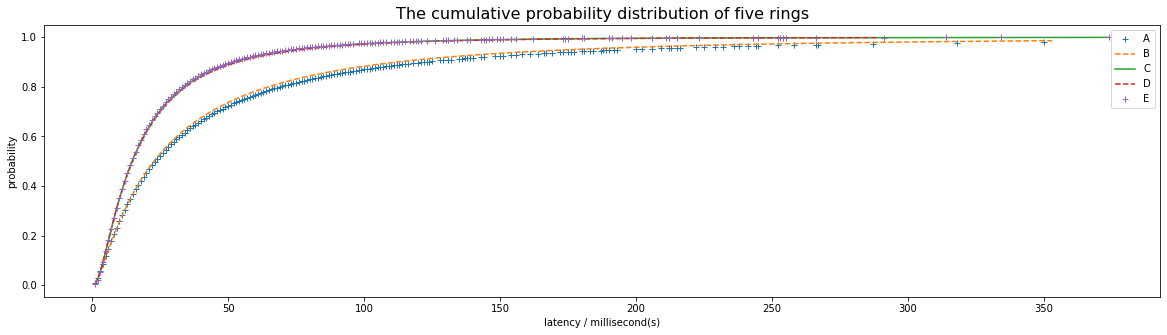 The cumulative probability distribution of five rings
1.0
0.8
0.6
0.4
0.2
0.0
probability
0 50 100 150 200 250 300 350
latency / millisecond(s)
A
B
C
D
E